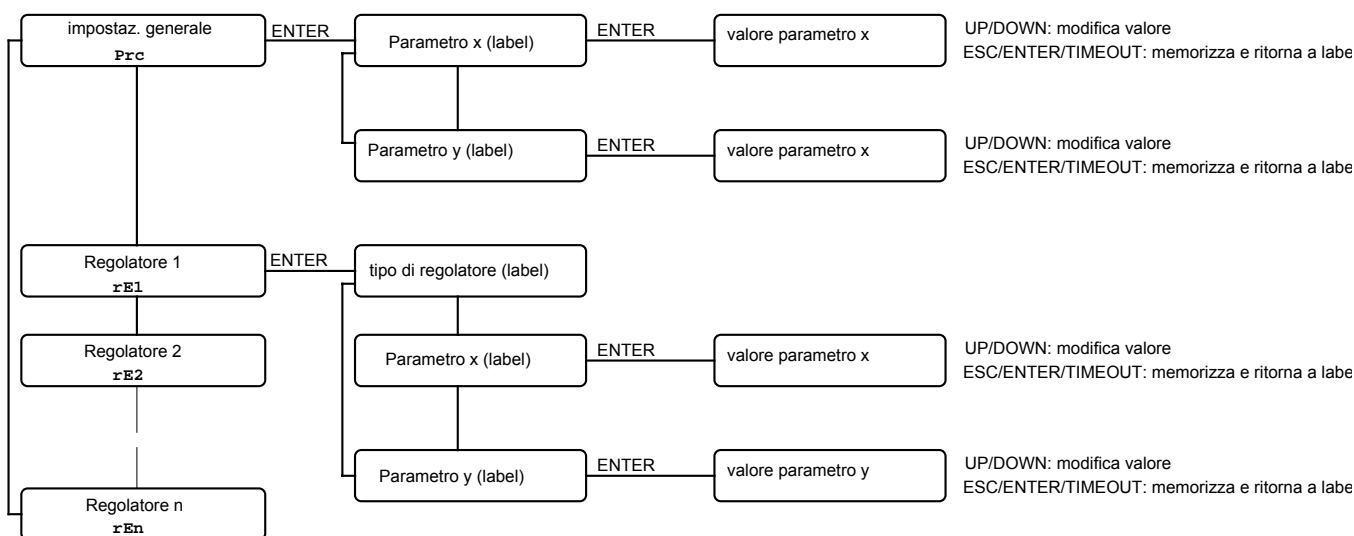 impostaz. generale
Prc
ENTER
Parametro x (label)
ENTER
valore parametro x
UP/DOWN: modifica valore
ESC/ENTER/TIMEOUT: memorizza e ritorna a labe
Parametro y (label)
ENTER
valore parametro x
UP/DOWN: modifica valore
ESC/ENTER/TIMEOUT: memorizza e ritorna a labe
Regolatore 1
rE1
ENTER
tipo di regolatore (label)
Regolatore 2
rE2
Parametro x (label)
ENTER
valore parametro x
UP/DOWN: modifica valore
ESC/ENTER/TIMEOUT: memorizza e ritorna a labe
Parametro y (label)
ENTER
valore parametro y
UP/DOWN: modifica valore
ESC/ENTER/TIMEOUT: memorizza e ritorna a labe
Regolatore n
rEn